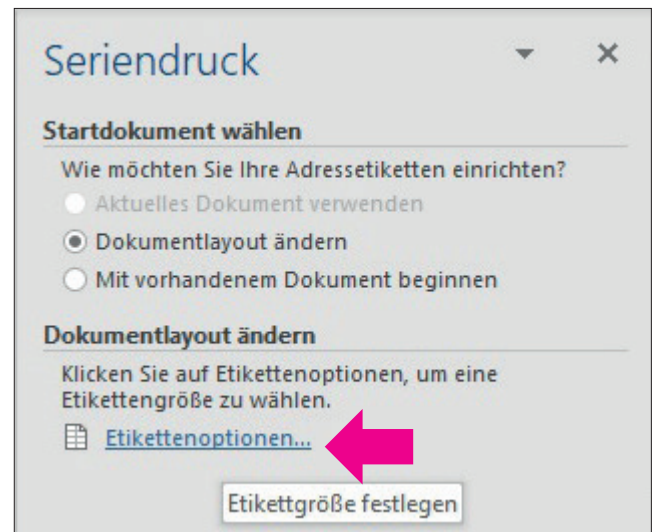 Seriendruck
Startdokument wählen
Wie möchten Sie Ihre Adressetiketten einrichten?
Aktuelles Dokument verwenden
Dokumentlayout ändern
Mit vorhandenem Dokument beginnen
Dokumentlayout ändern
Klicken Sie auf Etikettenoptionen, um eine
Etikettengröße zu wählen.
Etikettenoptionen...
Etikettgröße festlegen